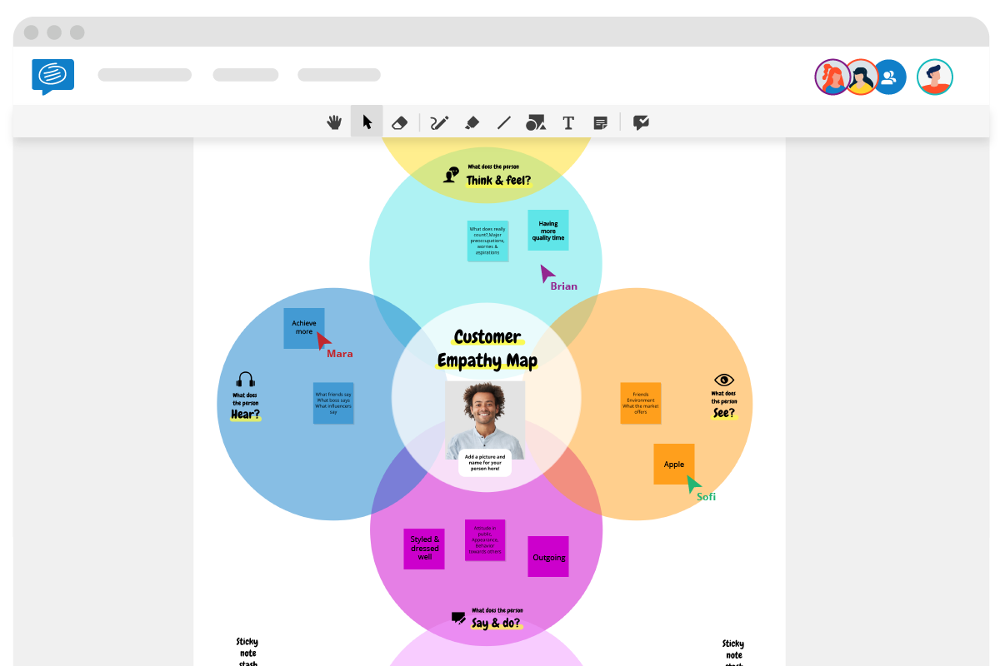 What does the person
Think & feel?
What does really
count?,Major
preoccupations,
worries &
aspirations
Having
more
quality time
Brian
Achieve
more
Mara
What does
the person
Hear?
What friends say
What boss says
What influencers
say
Customer
Empathy Map
Add a picture and
name for your
person here!
Friends
Environment
What the market
offers
What does
the person
See?
Apple
Sofi
Styled &
dressed
well
Attitude in
public,
Appearance,
behavior
towards others
Outgoing
What does the person
Say & do?
Sticky
note
stash
Sticky
note
stash